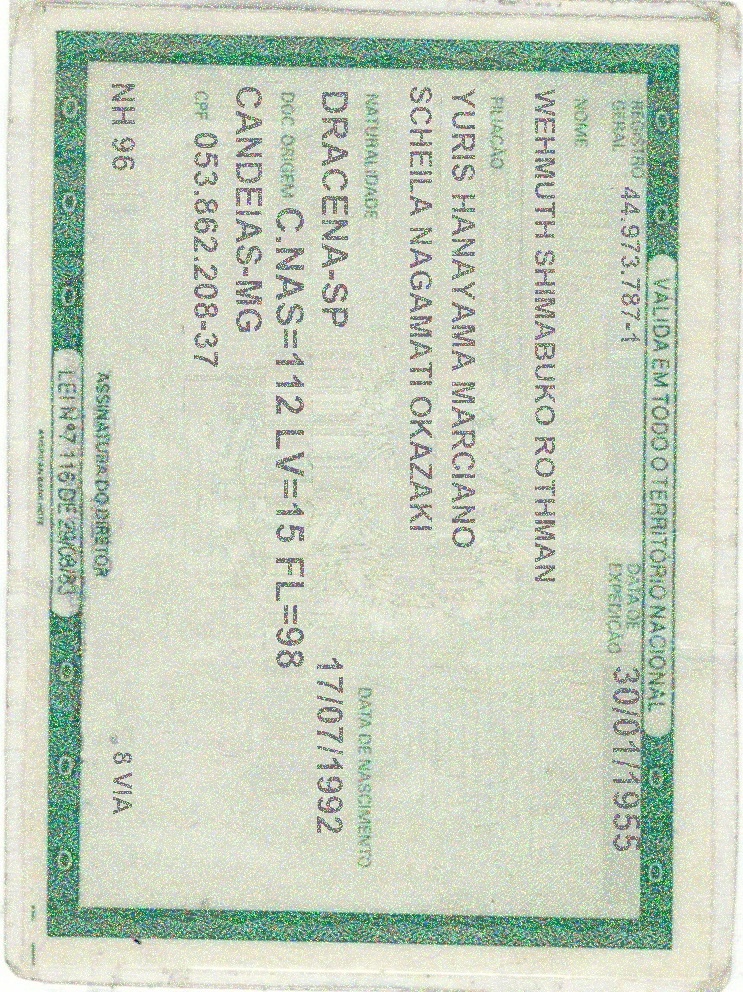 VÁLIDA EM TODO O TERRITÓRIO NACIONAL
REGISTRO GERAL 44.973.787-1 DATA DE EXPEDIÇÃO 30/01/1955
NOME
WEHMUTH SHIMABUKO ROTHMAN
FILIAÇÃO
YURIS HANAYAMA MARCIANO
SCHEILA NAGAMATI OKAZAKI
NATURALIDADE DATA DE NASCIMENTO
DRACENA-SP 17/07/1992
DOC ORIGEM C.NAS=112 LV=15 FL=98
CANDEIAS-MG
CPF 053.862.208-37
NH 96 8 VIA
ASSINATURA DO DIRETOR
LEI Nº 7.116 DE 29/08/83